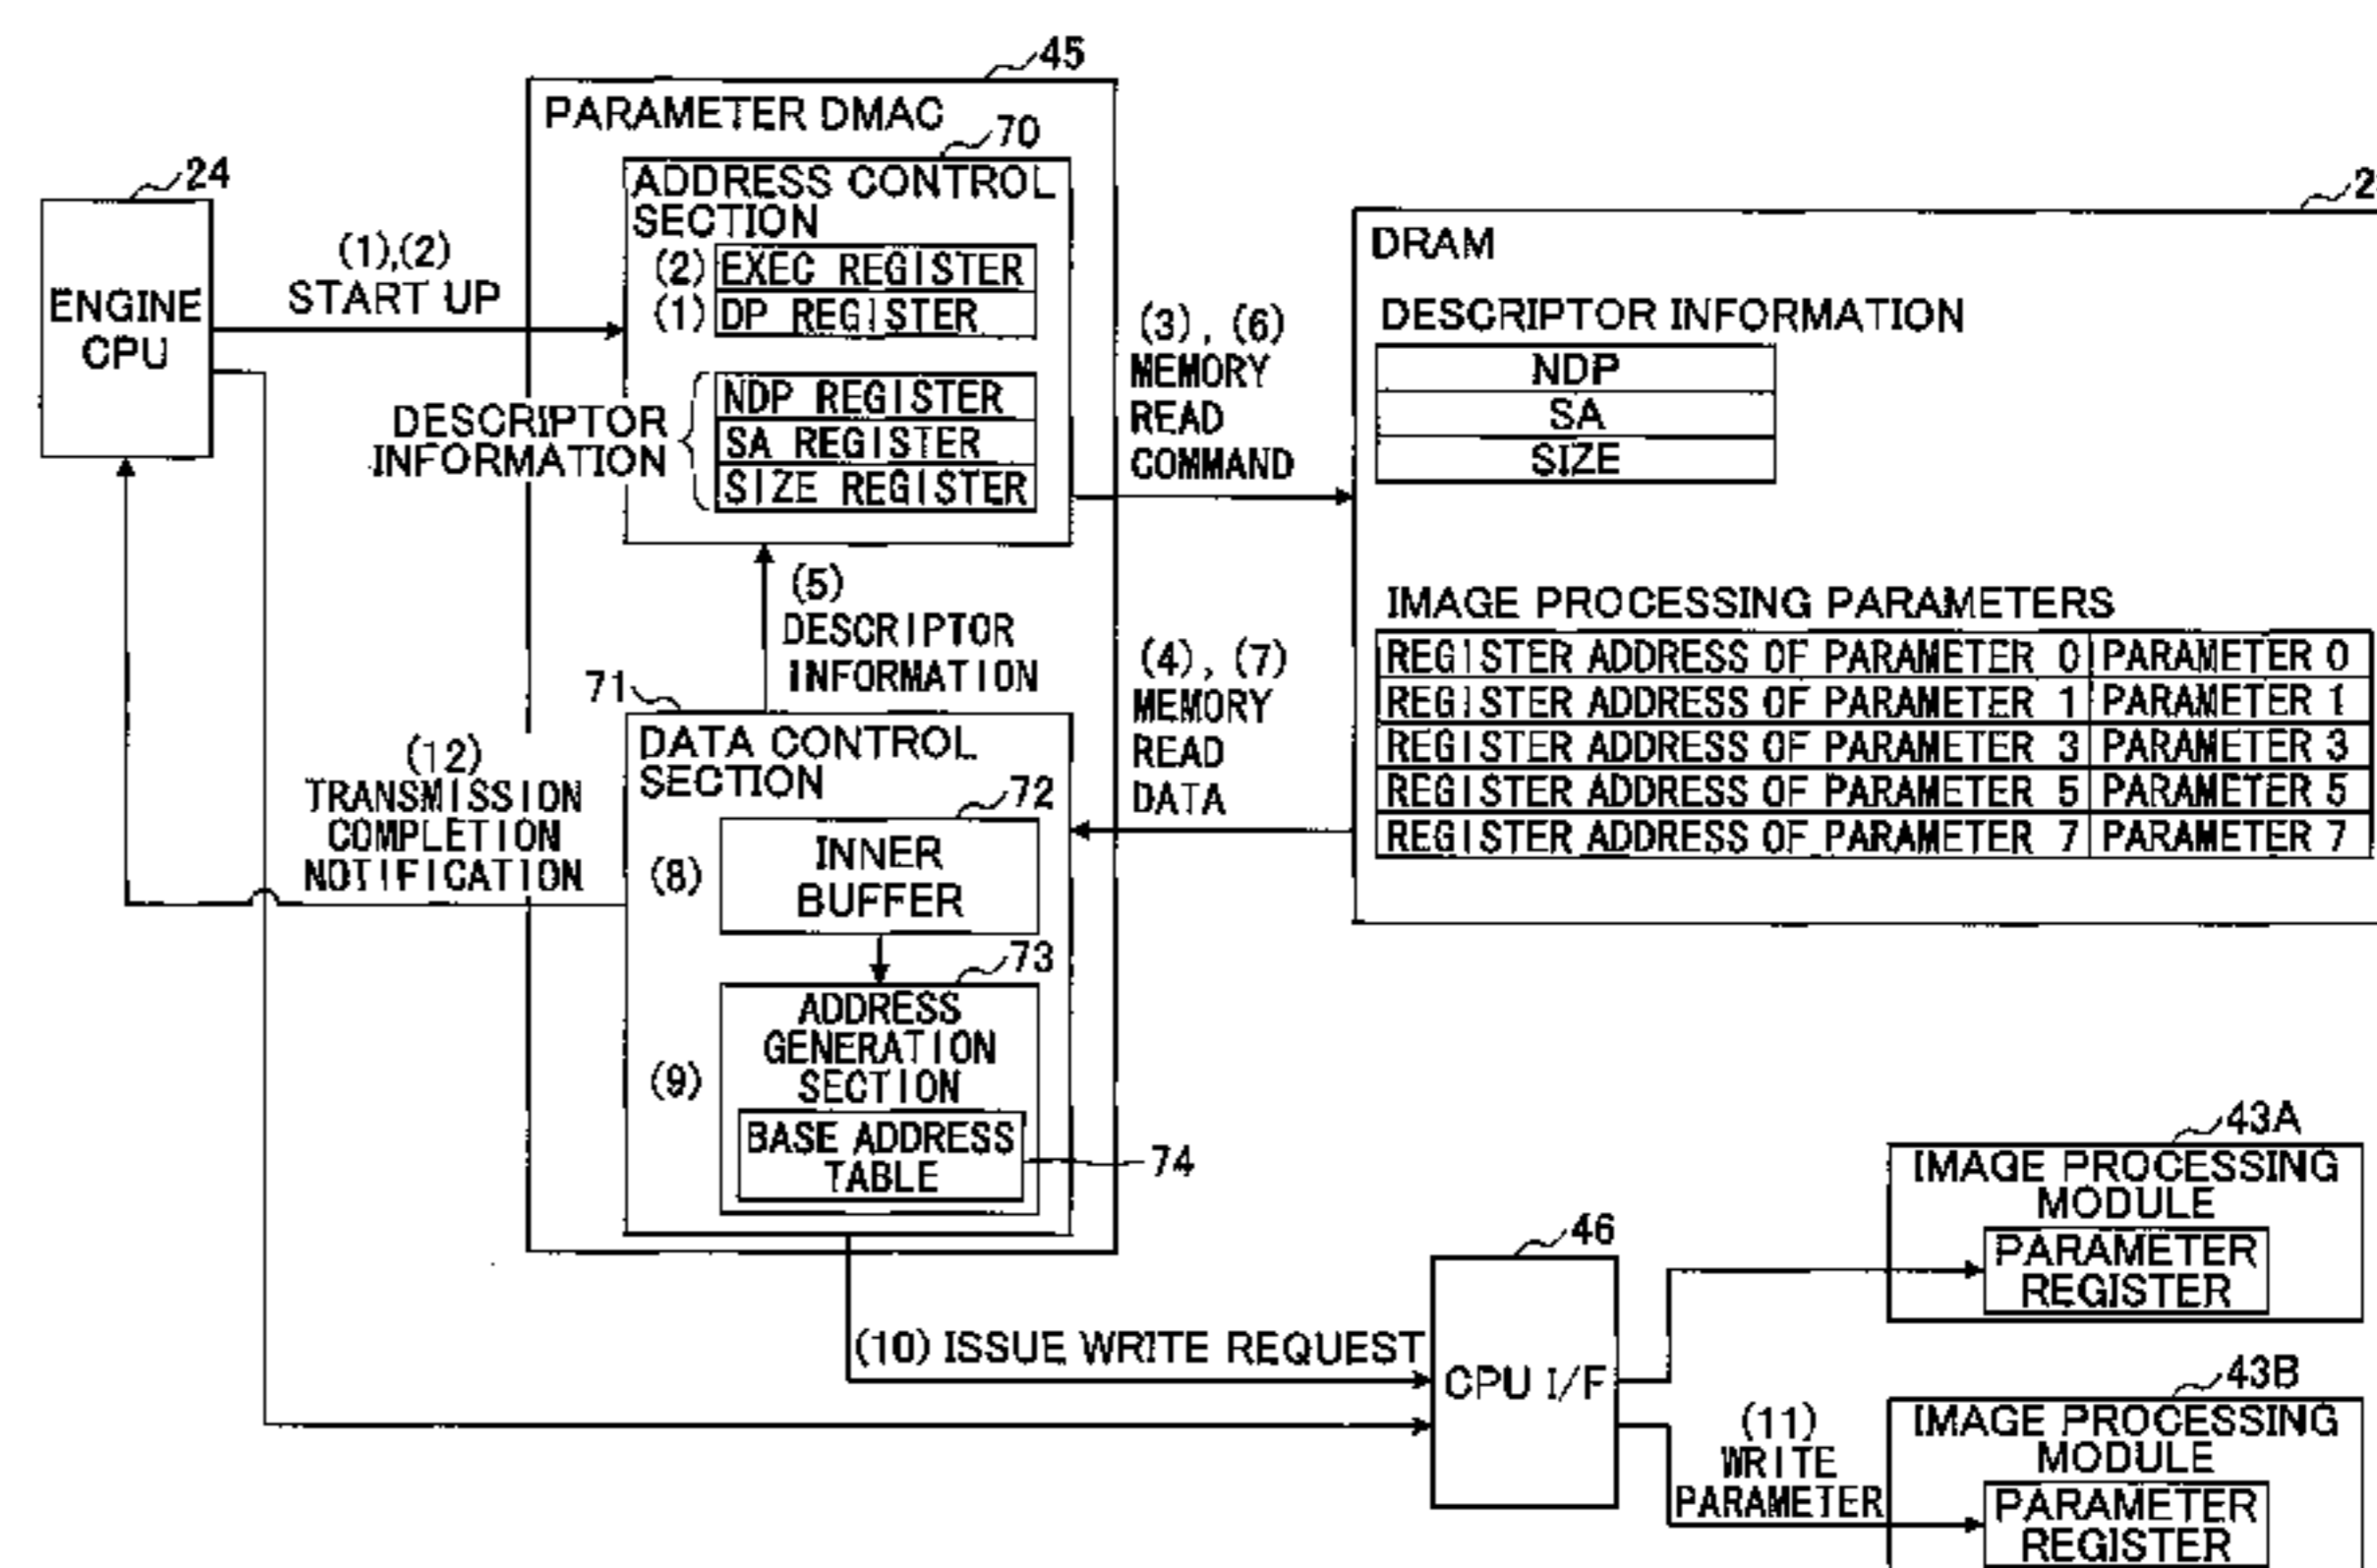 45
PARAMETER DMAC
70
ADDRESS CONTROL
SECTION
(2) EXEC REGISTER
(1) DP REGISTER
DESCRIPTOR
INFORMATION
NDP REGISTER
SA REGISTER
SIZE REGISTER
24
ENGINE
CPU
(1),(2)
START UP
(3), (6)
MEMORY
READ
COMMAND
DRAM
DESCRIPTOR INFORMATION
NDP
SA
SIZE
IMAGE PROCESSING PARAMETERS
REGISTER ADDRESS OF PARAMETER 0 PARAMETER 0
REGISTER ADDRESS OF PARAMETER 1 PARAMETER 1
REGISTER ADDRESS OF PARAMETER 3 PARAMETER 3
REGISTER ADDRESS OF PARAMETER 5 PARAMETER 5
REGISTER ADDRESS OF PARAMETER 7 PARAMETER 7
(5)
DESCRIPTOR
INFORMATION
(4), (7)
MEMORY
READ
DATA
71
DATA CONTROL
SECTION
72
(8)
INNER
BUFFER
73
(9)
ADDRESS
GENERATION
SECTION
BASE ADDRESS
TABLE
74
(12)
TRANSMISSION
COMPLETION
NOTIFICATION
(10) ISSUE WRITE REQUEST
46
CPU I/F
43A
IMAGE PROCESSING
MODULE
PARAMETER
REGISTER
(11)
WRITE
PARAMETER
43B
IMAGE PROCESSING
MODULE
PARAMETER
REGISTER